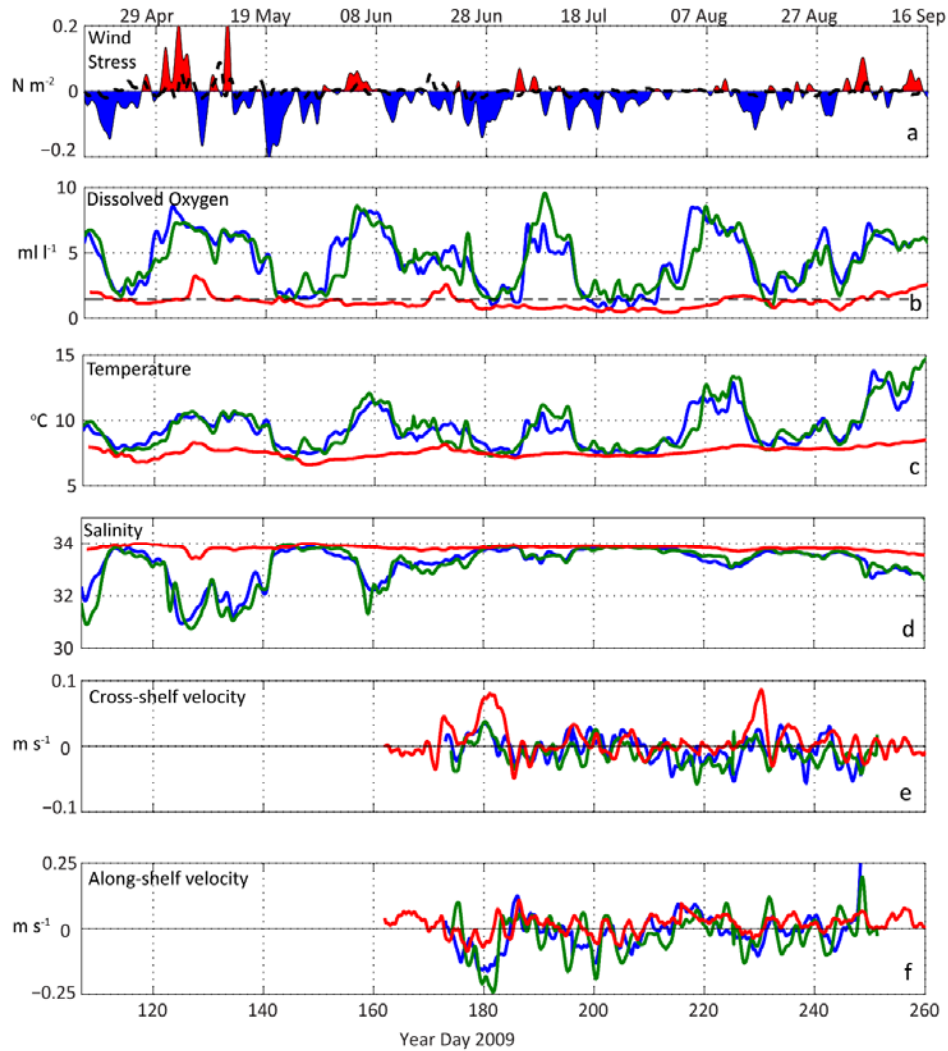 29 Apr 19 May 08 Jun 28 Jun 18 Jul 07 Aug 27 Aug 16 Sep
0.2
Wind
Stress
N m⁻²
0
−0.2
a
10
Dissolved Oxygen
ml l⁻¹
5
0
b
15
Temperature
°C
10
5
c
Salinity
34
32
30
d
0.1
Cross-shelf velocity
m s⁻¹
0
−0.1
e
0.25
Along-shelf velocity
m s⁻¹
0
−0.25
f
120 140 160 180 200 220 240 260
Year Day 2009